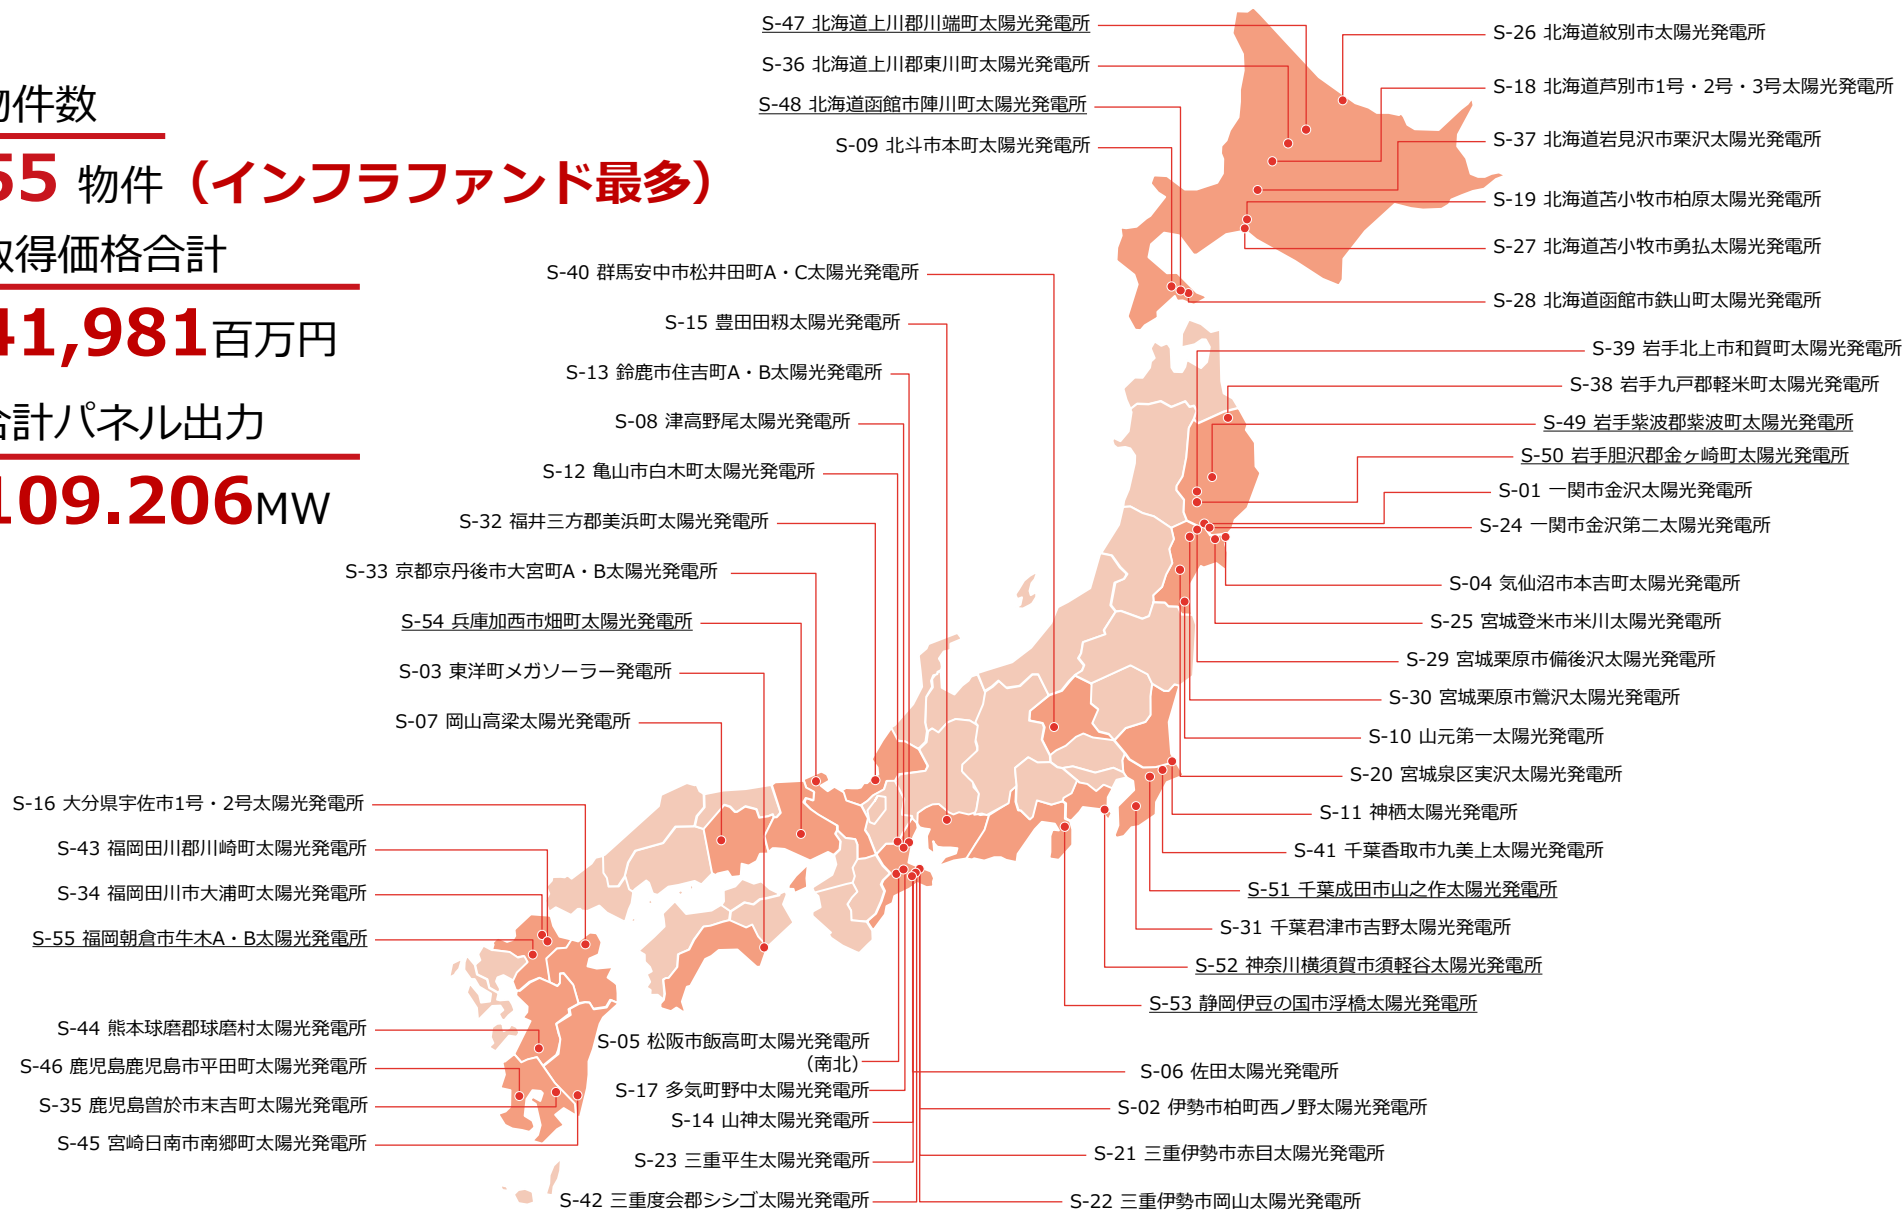 物件数
55 物件（インフラファンド最多）
取得価格合計
41,981百万円
合計パネル出力
109.206MW
S-47 北海道上川郡川端町太陽光発電所
S-36 北海道上川郡東川町太陽光発電所
S-48 北海道函館市陣川町太陽光発電所
S-09 北斗市本町太陽光発電所
S-26 北海道紋別市太陽光発電所
S-18 北海道芦別市1号・2号・3号太陽光発電所
S-37 北海道岩見沢市栗沢太陽光発電所
S-19 北海道苫小牧市柏原太陽光発電所
S-27 北海道苫小牧市勇払太陽光発電所
S-28 北海道函館市鉄山町太陽光発電所
S-40 群馬安中市松井田町A・C太陽光発電所
S-15 豊田田籾太陽光発電所
S-13 鈴鹿市住吉町A・B太陽光発電所
S-08 津高野尾太陽光発電所
S-12 亀山市白木町太陽光発電所
S-32 福井三方郡美浜町太陽光発電所
S-33 京都京丹後市大宮町A・B太陽光発電所
S-54 兵庫加西市畑町太陽光発電所
S-03 東洋町メガソーラー発電所
S-07 岡山高梁太陽光発電所
S-39 岩手北上市和賀町太陽光発電所
S-38 岩手九戸郡軽米町太陽光発電所
S-49 岩手紫波郡紫波町太陽光発電所
S-50 岩手胆沢郡金ヶ崎町太陽光発電所
S-01 一関市金沢太陽光発電所
S-24 一関市金沢第二太陽光発電所
S-04 気仙沼市本吉町太陽光発電所
S-25 宮城登米市米川太陽光発電所
S-29 宮城栗原市備後沢太陽光発電所
S-30 宮城栗原市鶯沢太陽光発電所
S-10 山元第一太陽光発電所
S-20 宮城泉区実沢太陽光発電所
S-11 神栖太陽光発電所
S-41 千葉香取市九美上太陽光発電所
S-51 千葉成田市山之作太陽光発電所
S-31 千葉君津市吉野太陽光発電所
S-52 神奈川横須賀市須軽谷太陽光発電所
S-53 静岡伊豆の国市浮橋太陽光発電所
S-16 大分県宇佐市1号・2号太陽光発電所
S-43 福岡田川郡川崎町太陽光発電所
S-34 福岡田川市大浦町太陽光発電所
S-55 福岡朝倉市牛木A・B太陽光発電所
S-44 熊本球磨郡球磨村太陽光発電所
S-46 鹿児島鹿児島市平田町太陽光発電所
S-35 鹿児島曽於市末吉町太陽光発電所
S-45 宮崎日南市南郷町太陽光発電所
S-05 松阪市飯高町太陽光発電所
（南北）
S-17 多気町野中太陽光発電所
S-14 山神太陽光発電所
S-23 三重平生太陽光発電所
S-42 三重度会郡シシゴ太陽光発電所
S-06 佐田太陽光発電所
S-02 伊勢市柏町西ノ野太陽光発電所
S-21 三重伊勢市赤目太陽光発電所
S-22 三重伊勢市岡山太陽光発電所